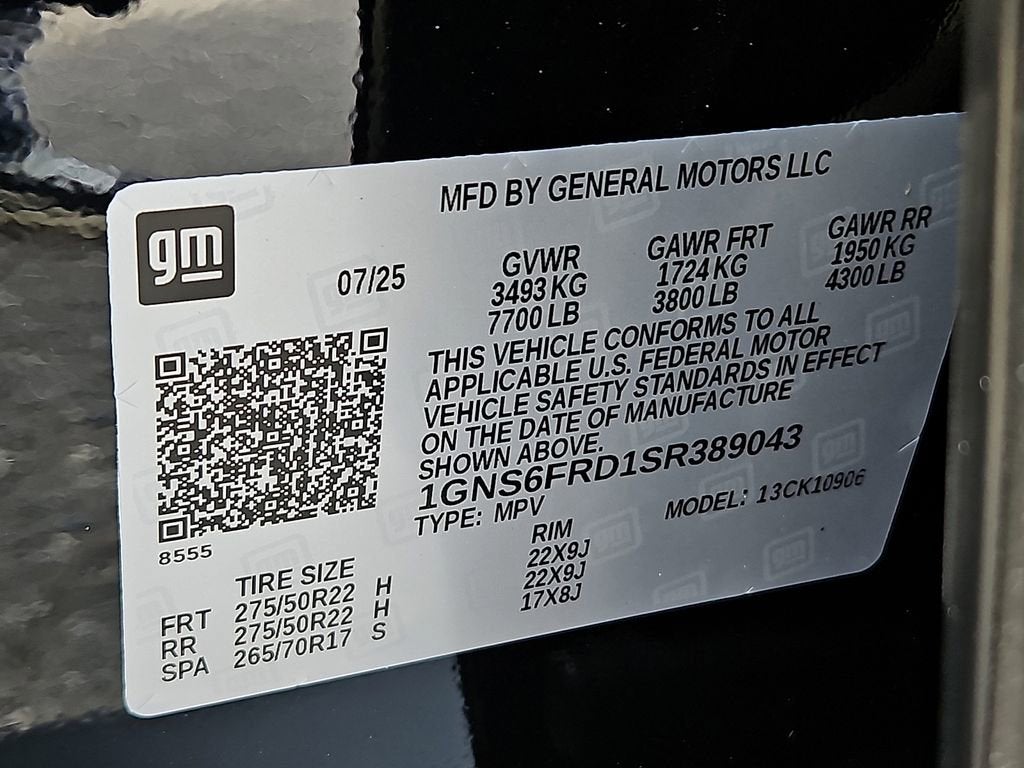 MFD BY GENERAL MOTORS LLC
gm
07/25
GVWR GAWR FRT GAWR RR
3493 KG 1724 KG 1950 KG
7700 LB 3800 LB 4300 LB
THIS VEHICLE CONFORMS TO ALL
APPLICABLE U.S. FEDERAL MOTOR
VEHICLE SAFETY STANDARDS IN EFFECT
ON THE DATE OF MANUFACTURE
SHOWN ABOVE.
1GNS6FRD1SR389043
TYPE: MPV MODEL: 13CK10906
8555
TIRE SIZE RIM
FRT 275/50R22 H 22X9J
RR 275/50R22 H 22X9J
SPA 265/70R17 S 17X8J